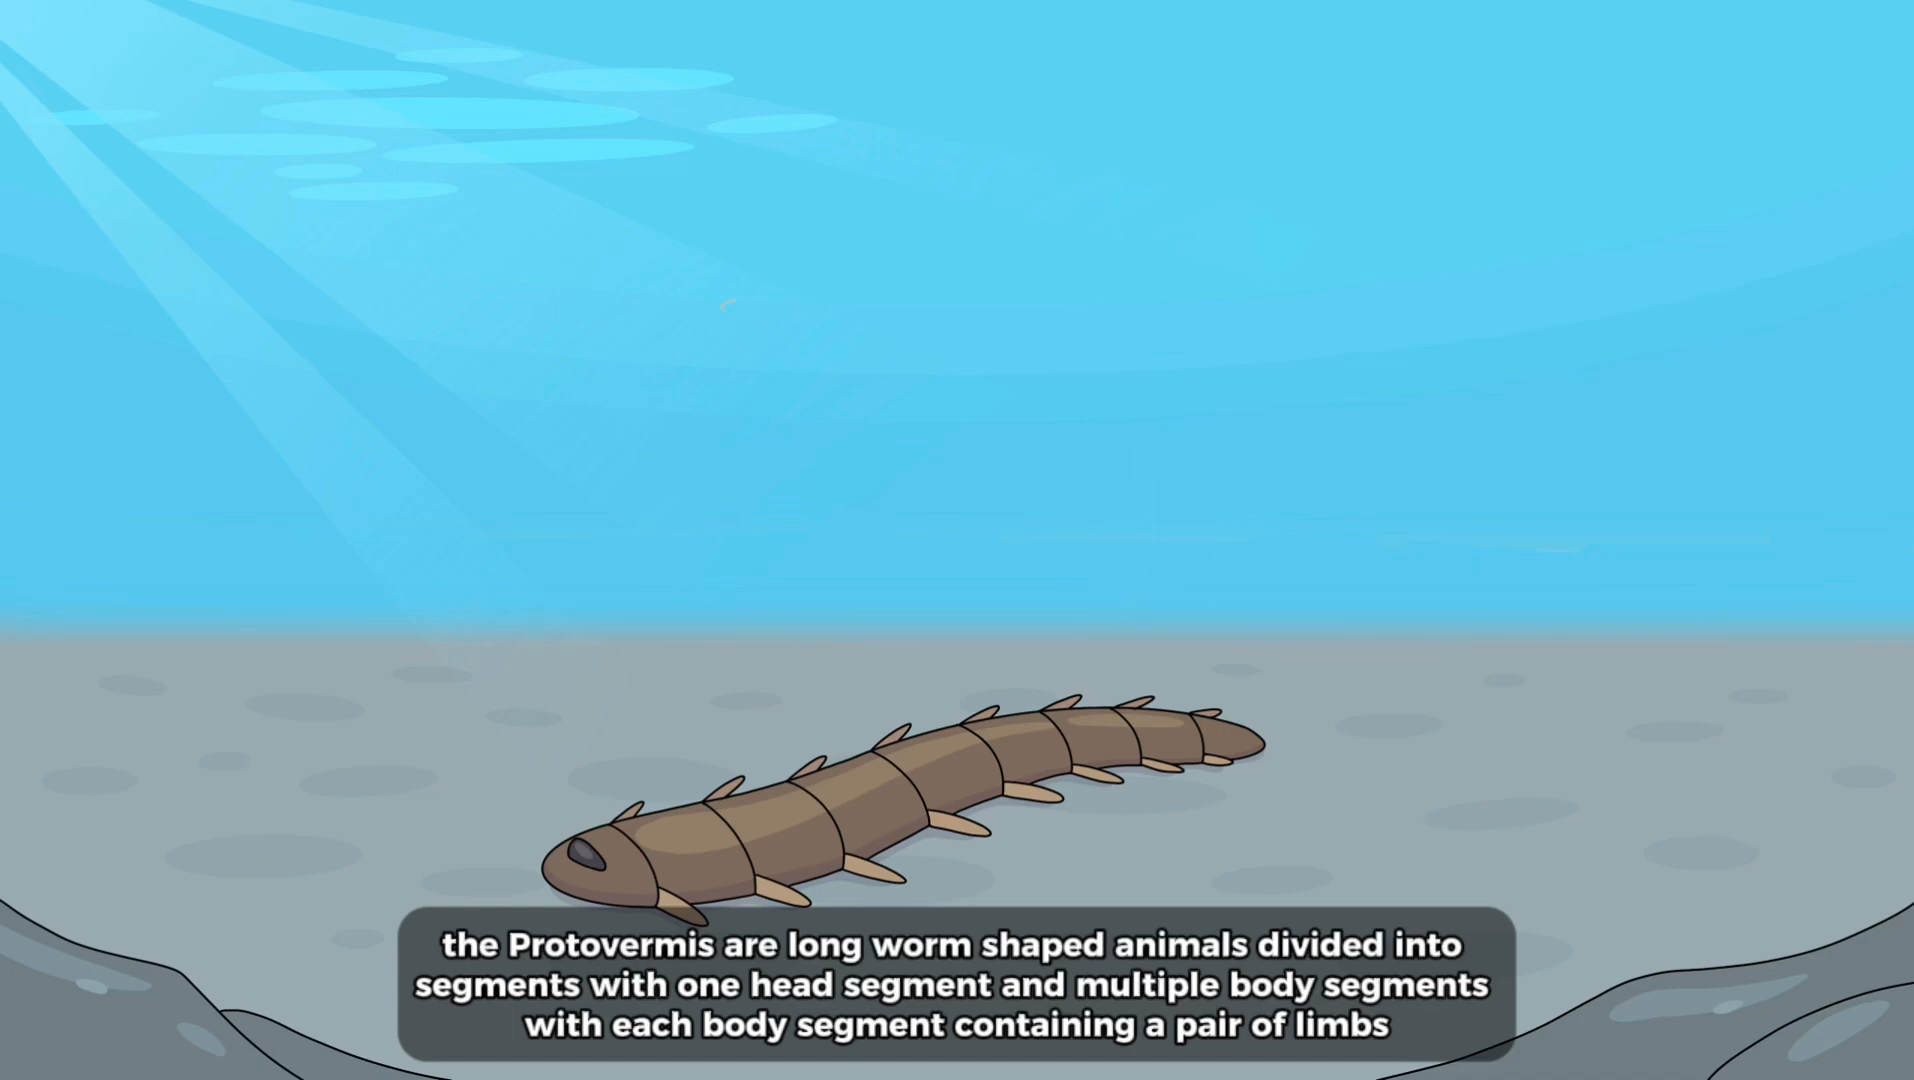 the Protovermis are long worm shaped animals divided into
segments with one head segment and multiple body segments
with each body segment containing a pair of limbs